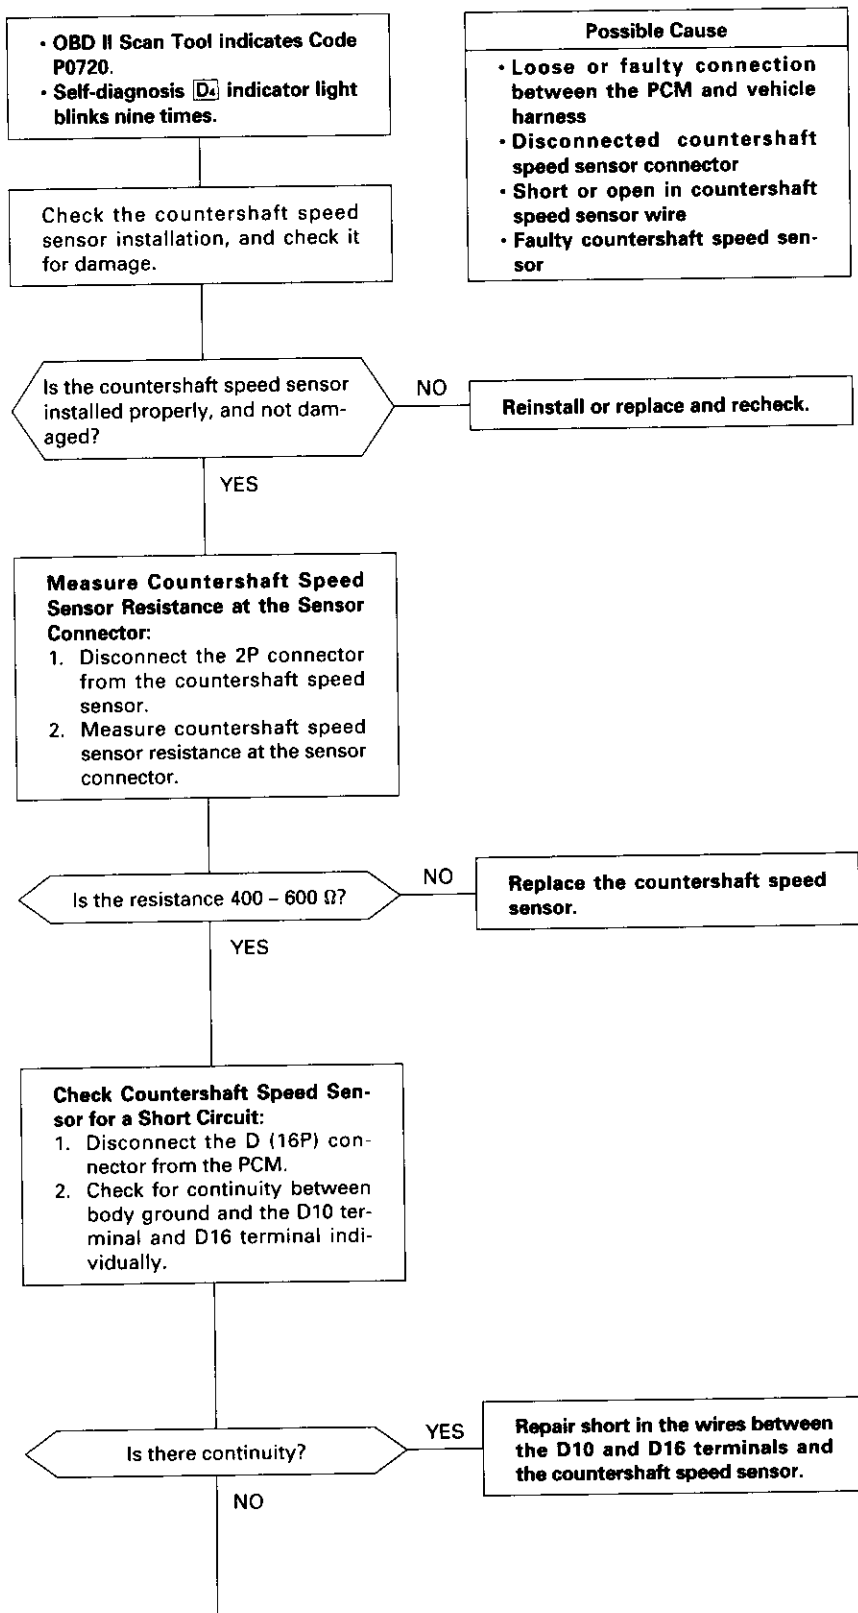 • OBD II Scan Tool indicates Code
P0720.
• Self-diagnosis D4 indicator light
blinks nine times.
Possible Cause
• Loose or faulty connection
between the PCM and vehicle
harness
• Disconnected countershaft
speed sensor connector
• Short or open in countershaft
speed sensor wire
• Faulty countershaft speed sen-
sor
Check the countershaft speed
sensor installation, and check it
for damage.
Is the countershaft speed sensor
installed properly, and not dam-
aged?
NO
Reinstall or replace and recheck.
YES
Measure Countershaft Speed
Sensor Resistance at the Sensor
Connector:
1. Disconnect the 2P connector
from the countershaft speed
sensor.
2. Measure countershaft speed
sensor resistance at the sensor
connector.
Is the resistance 400 – 600 Ω?
NO
Replace the countershaft speed
sensor.
YES
Check Countershaft Speed Sen-
sor for a Short Circuit:
1. Disconnect the D (16P) con-
nector from the PCM.
2. Check for continuity between
body ground and the D10 ter-
minal and D16 terminal indi-
vidually.
Is there continuity?
YES
Repair short in the wires between
the D10 and D16 terminals and
the countershaft speed sensor.
NO